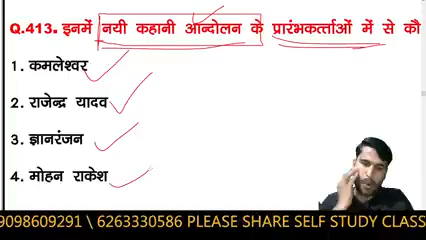 Q.413. इनमें नयी कहानी आन्दोलन के प्रारंभकर्त्ताओं में से कौ
1. कमलेश्वर
2. राजेन्द्र यादव
3. ज्ञानरंजन
4. मोहन राकेश
9098609291 \ 6263330586 PLEASE SHARE SELF STUDY CLASS